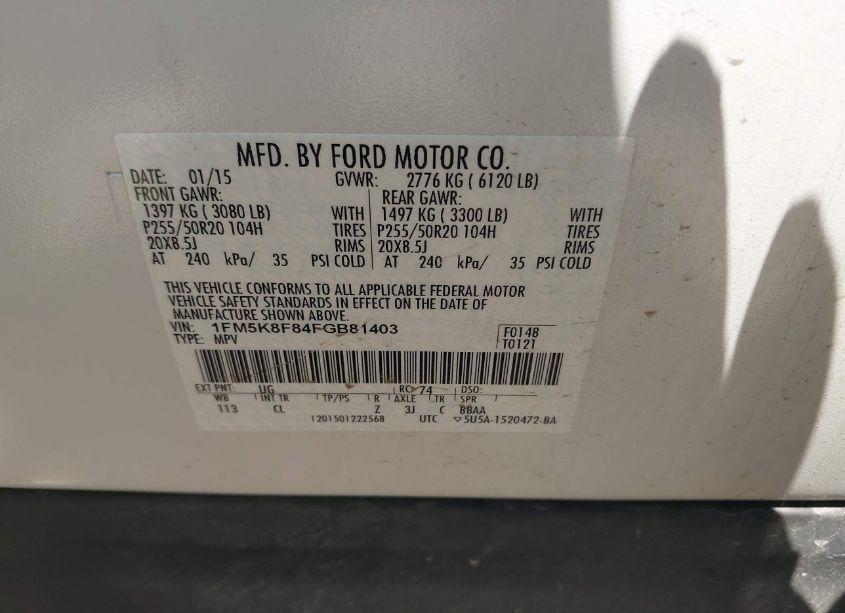 MFD. BY FORD MOTOR CO.
DATE: 01/15 GVWR: 2776 KG ( 6120 LB)
FRONT GAWR: REAR GAWR:
1397 KG ( 3080 LB) WITH 1497 KG ( 3300 LB) WITH
P255/50R20 104H TIRES P255/50R20 104H TIRES
20X8.5J RIMS 20X8.5J RIMS
AT 240 kPa/ 35 PSI COLD AT 240 kPa/ 35 PSI COLD
THIS VEHICLE CONFORMS TO ALL APPLICABLE FEDERAL MOTOR
VEHICLE SAFETY STANDARDS IN EFFECT ON THE DATE OF
MANUFACTURE SHOWN ABOVE.
VIN: 1FM5K8F84FGB81403 F0148
TYPE: MPV T0121
EXT PNT: UG RC: 74 DSO:
WB INT TR TP/PS R AXLE TR SPR
113 CL Z 3J C BBAA
1201501222568 UTC ▽5U5A-1520472-BA